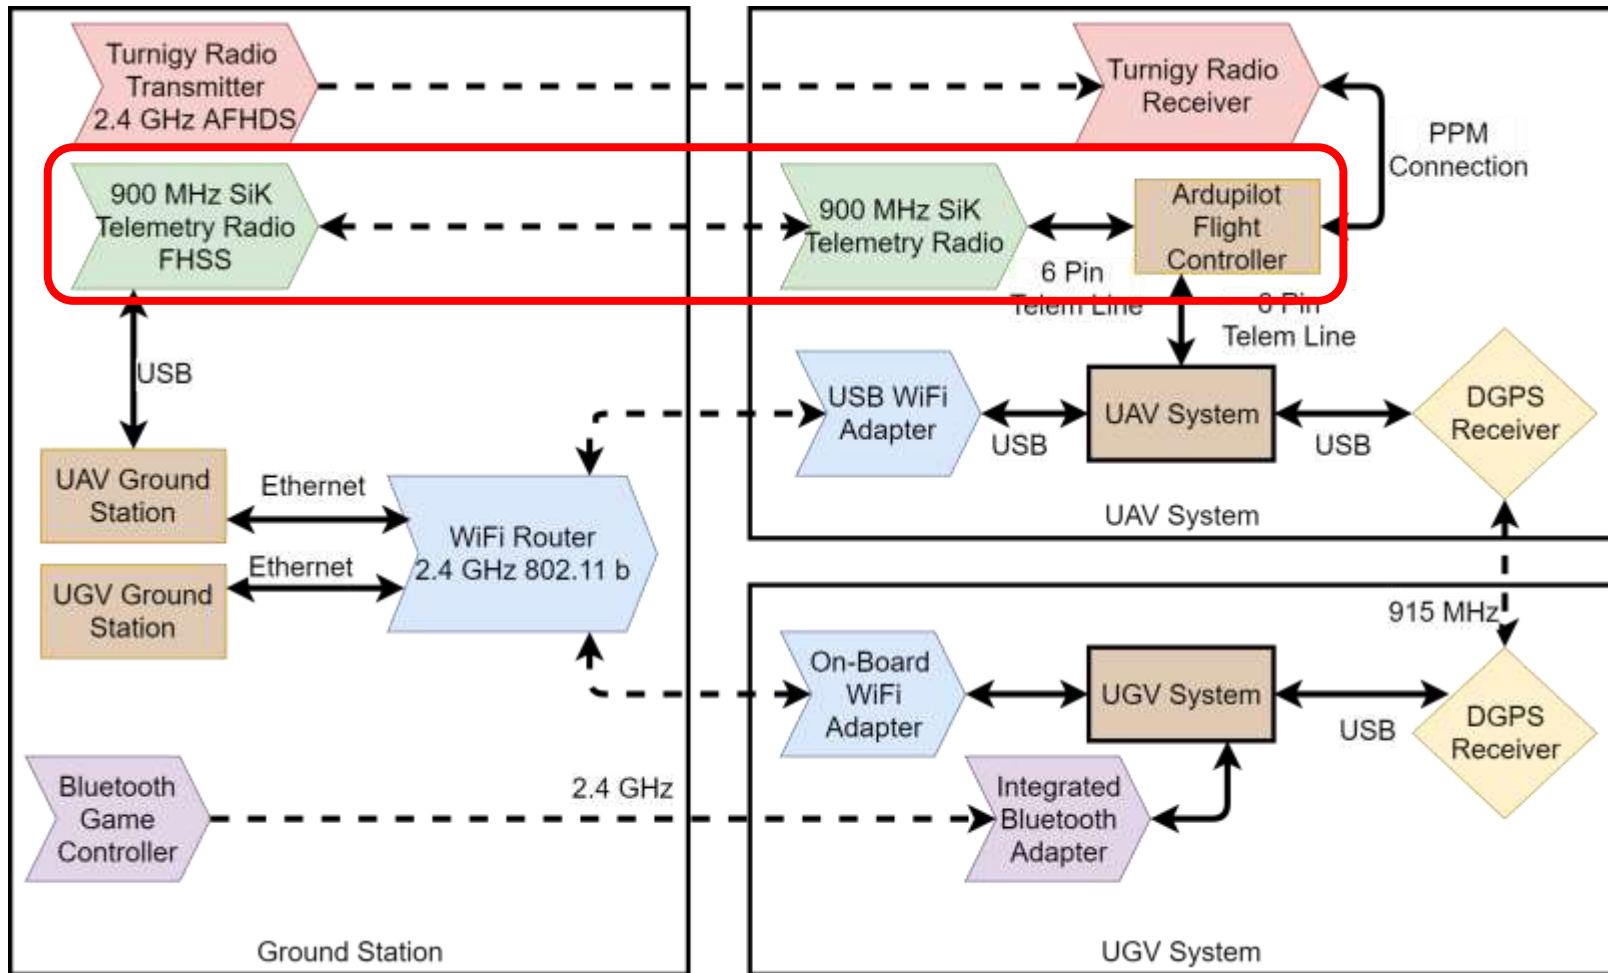 Turnigy Radio
Transmitter
2.4 GHz AFHDS
Turnigy Radio
Receiver
PPM
Connection
900 MHz SiK
Telemetry Radio
FHSS
900 MHz SiK
Telemetry Radio
Ardupilot
Flight
Controller
6 Pin
Telem Line
6 Pin
Telem Line
USB
USB WiFi
Adapter
USB
UAV System
USB
DGPS
Receiver
UAV System
UAV Ground
Station
Ethernet
WiFi Router
2.4 GHz 802.11 b
Ethernet
UGV Ground
Station
915 MHz
On-Board
WiFi
Adapter
UGV System
USB
DGPS
Receiver
Bluetooth
Game
Controller
2.4 GHz
Integrated
Bluetooth
Adapter
Ground Station
UGV System